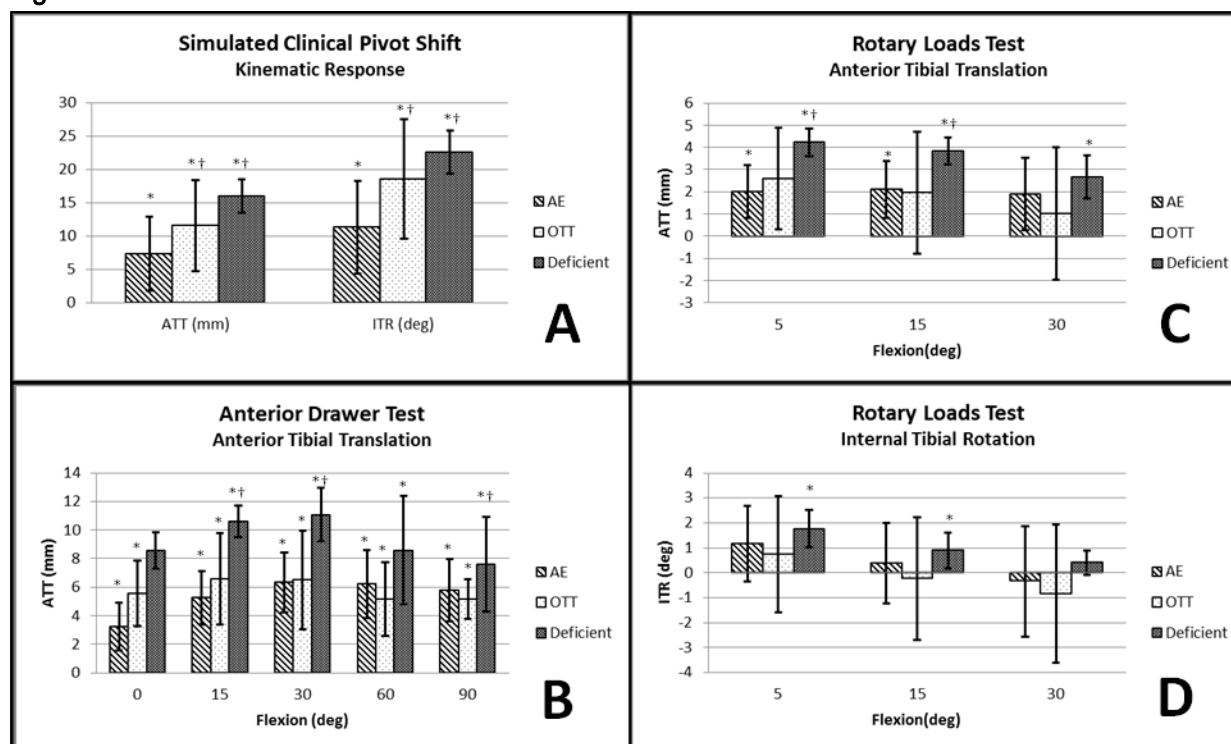 Simulated Clinical Pivot Shift
Kinematic Response
30
25
20
15
10
5
0
*
*†
*†
*
*†
*†
ATT (mm)
ITR (deg)
AE
OTT
Deficient
A
Anterior Drawer Test
Anterior Tibial Translation
ATT (mm)
14
12
10
8
6
4
2
0
*
*
*
*
*†
*
*
*†
*
*
*
*
*
*†
0
15
30
60
90
Flexion (deg)
AE
OTT
Deficient
B
Rotary Loads Test
Anterior Tibial Translation
ATT (mm)
6
5
4
3
2
1
0
-1
-2
-3
*
*†
*
*†
*
5
15
30
Flexion(deg)
AE
OTT
Deficient
C
Rotary Loads Test
Internal Tibial Rotation
ITR (deg)
4
3
2
1
0
-1
-2
-3
-4
*
*
5
15
30
Flexion(deg)
AE
OTT
Deficient
D